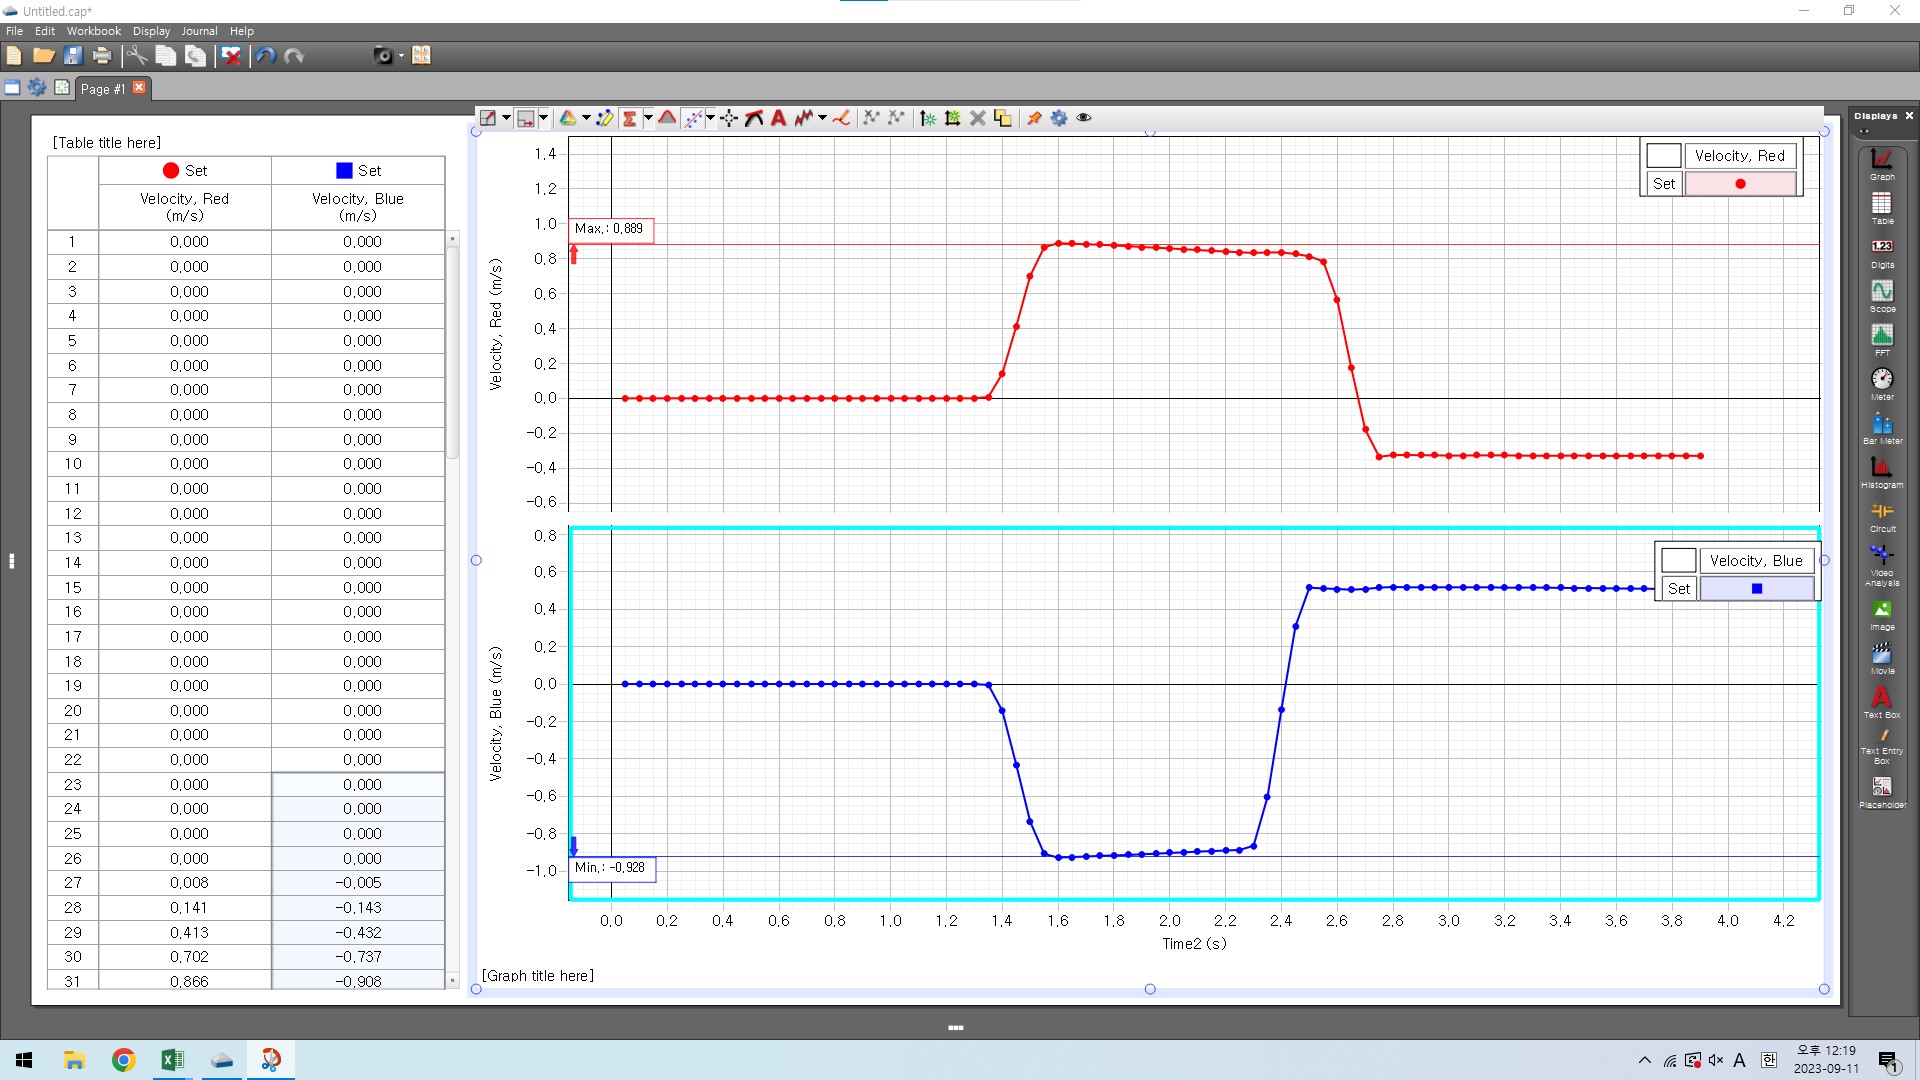 Untitled.cap*
File Edit Workbook Display Journal Help
Page #1
[Table title here]
Set Set
Velocity, Red (m/s) Velocity, Blue (m/s)
1 0.000 0.000
2 0.000 0.000
3 0.000 0.000
4 0.000 0.000
5 0.000 0.000
6 0.000 0.000
7 0.000 0.000
8 0.000 0.000
9 0.000 0.000
10 0.000 0.000
11 0.000 0.000
12 0.000 0.000
13 0.000 0.000
14 0.000 0.000
15 0.000 0.000
16 0.000 0.000
17 0.000 0.000
18 0.000 0.000
19 0.000 0.000
20 0.000 0.000
21 0.000 0.000
22 0.000 0.000
23 0.000 0.000
24 0.000 0.000
25 0.000 0.000
26 0.000 0.000
27 0.008 -0.005
28 0.141 -0.143
29 0.413 -0.432
30 0.702 -0.737
31 0.866 -0.908
Velocity, Red (m/s)
1.4
1.2
1.0
0.8
0.6
0.4
0.2
0.0
-0.2
-0.4
-0.6
Max.: 0.889
Velocity, Red
Set
Velocity, Blue (m/s)
0.8
0.6
0.4
0.2
0.0
-0.2
-0.4
-0.6
-0.8
-1.0
Min.: -0.928
Velocity, Blue
Set
0.0 0.2 0.4 0.6 0.8 1.0 1.2 1.4 1.6 1.8 2.0 2.2 2.4 2.6 2.8 3.0 3.2 3.4 3.6 3.8 4.0 4.2
Time2 (s)
[Graph title here]
Displays
Graph
Table
1.23
Digits
Scope
FFT
Meter
Bar Meter
Histogram
Circuit
Video
Analysis
Image
Movie
Text Box
Text Entry
Box
Placeholder
A 한
오후 12:19
2023-09-11
1